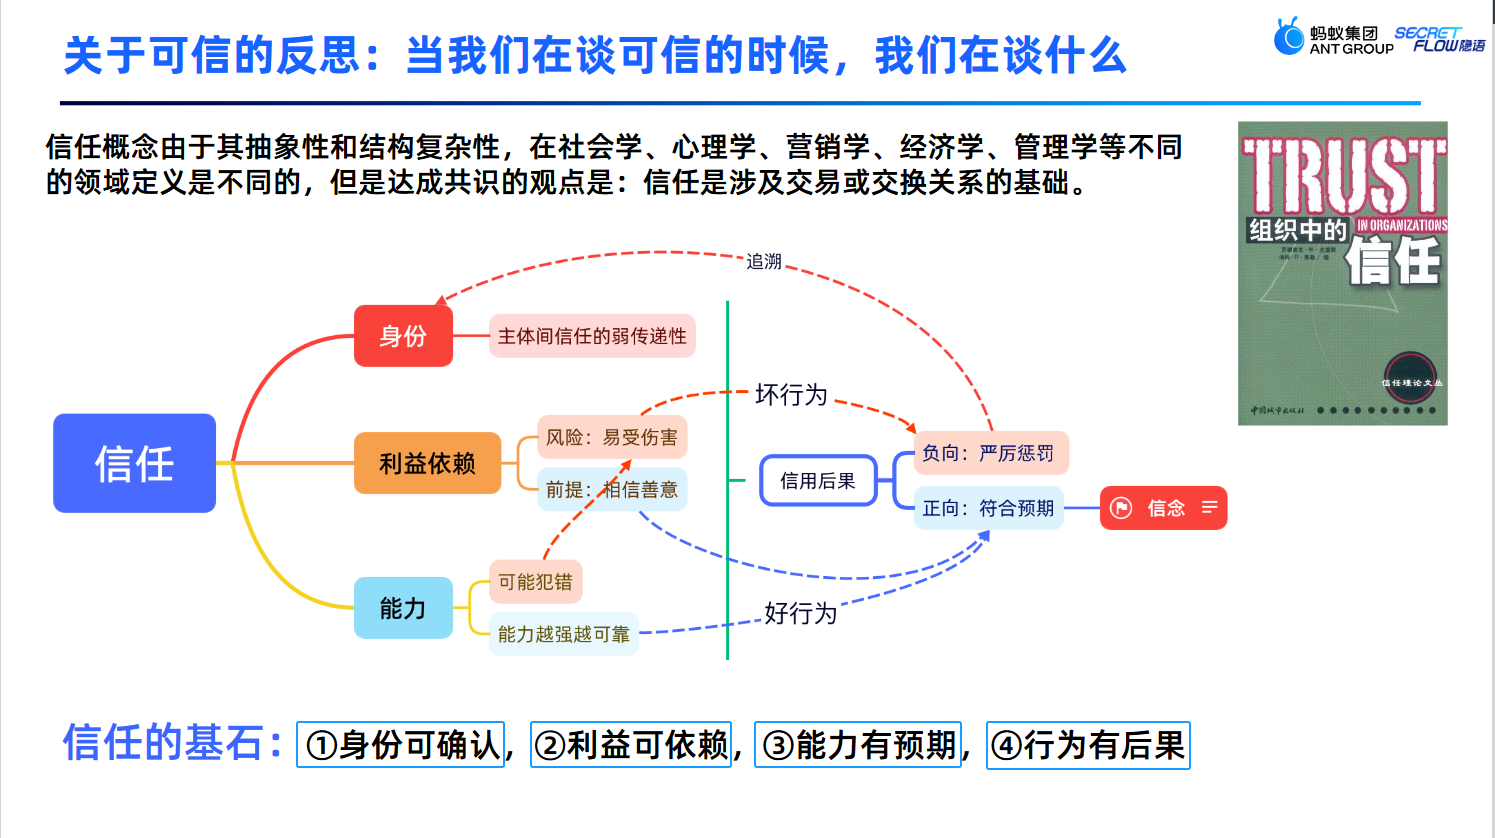 关于可信的反思：当我们在谈可信的时候，我们在谈什么
蚂蚁集团
ANT GROUP
SECRET
FLOW隐语
信任概念由于其抽象性和结构复杂性，在社会学、心理学、营销学、经济学、管理学等不同
的领域定义是不同的，但是达成共识的观点是：信任是涉及交易或交换关系的基础。
TRUST
IN ORGANIZATIONS
组织中的
信任
信任理论文丛
中国城市出版社
追溯
身份
主体间信任的弱传递性
坏行为
信任
利益依赖
风险：易受伤害
前提：相信善意
信用后果
负向：严厉惩罚
正向：符合预期
信念
能力
可能犯错
能力越强越可靠
好行为
信任的基石：①身份可确认，②利益可依赖，③能力有预期，④行为有后果